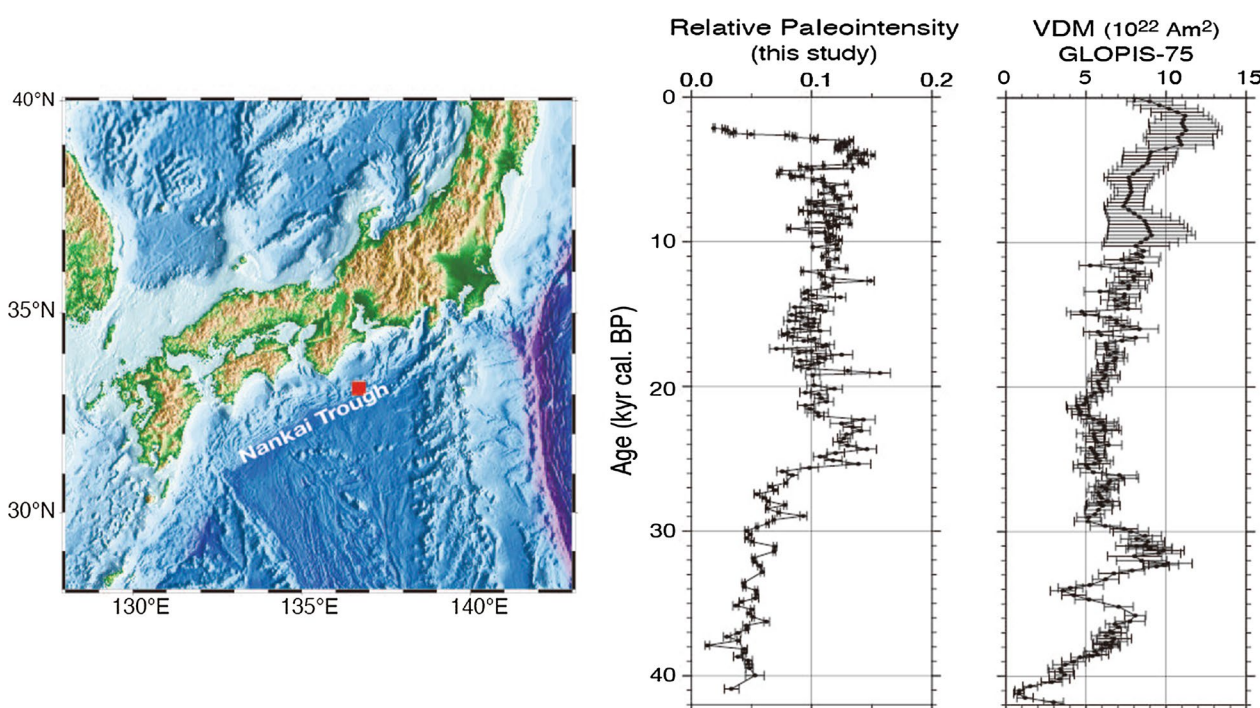 Relative Paleointensity
(this study)
0.0 0.1 0.2
VDM (10²² Am²)
GLOPIS-75
0 5 10 15
40°N
35°N
30°N
130°E 135°E 140°E
Nankai Trough
Age (kyr cal. BP)
0
10
20
30
40